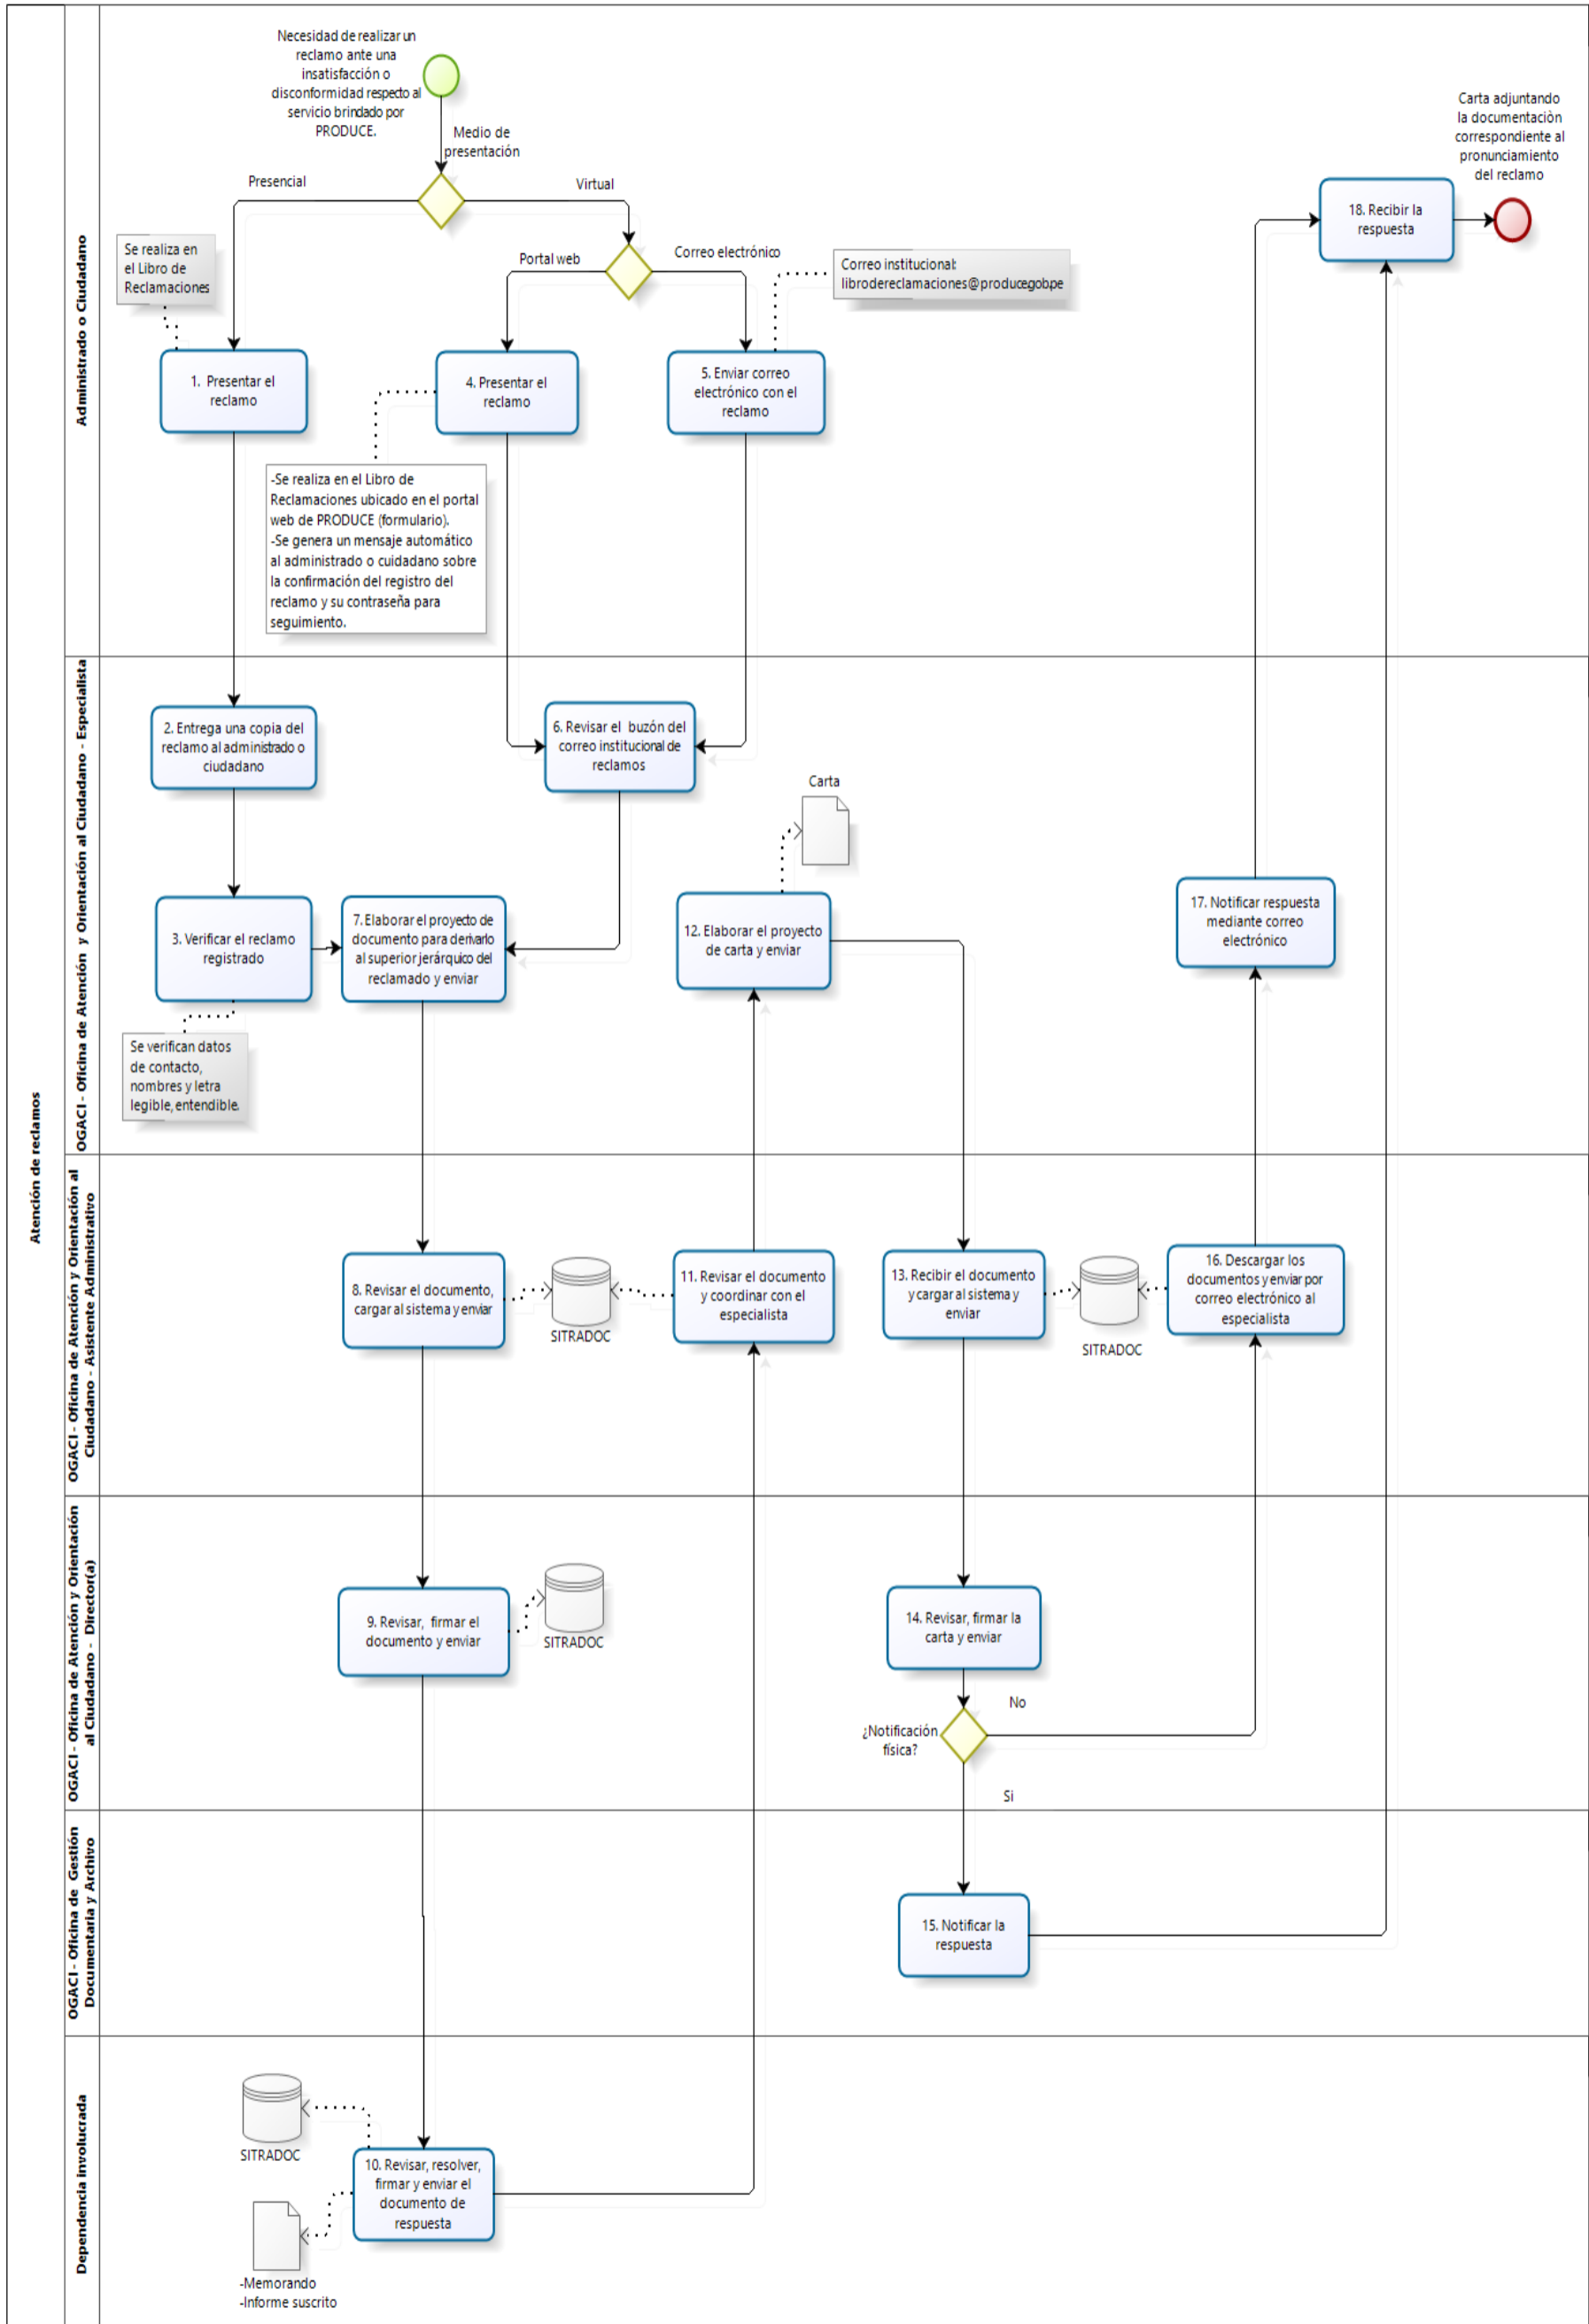 Atención de reclamos
Administrado o Ciudadano
Necesidad de realizar un
reclamo ante una
insatisfacción o
disconformidad respecto al
servicio brindado por
PRODUCE.
Medio de
presentación
Presencial
Virtual
Se realiza en
el Libro de
Reclamaciones
Portal web
Correo electrónico
Correo institucional:
librodereclamaciones@produce.gob.pe
1. Presentar el
reclamo
4. Presentar el
reclamo
5. Enviar correo
electrónico con el
reclamo
-Se realiza en el Libro de
Reclamaciones ubicado en el portal
web de PRODUCE (formulario).
-Se genera un mensaje automático
al administrado o cuidadano sobre
la confirmación del registro del
reclamo y su contraseña para
seguimiento.
18. Recibir la
respuesta
Carta adjuntando
la documentaciòn
correspondiente al
pronunciamiento
del reclamo
OGACI - Oficina de Atención y Orientación al Ciudadano - Especialista
2. Entrega una copia del
reclamo al administrado o
ciudadano
6. Revisar el buzón del
correo institucional de
reclamos
Carta
3. Verificar el reclamo
registrado
7. Elaborar el proyecto de
documento para derivarlo
al superior jerárquico del
reclamado y enviar
12. Elaborar el proyecto
de carta y enviar
17. Notificar respuesta
mediante correo
electrónico
Se verifican datos
de contacto,
nombres y letra
legible, entendible.
OGACI - Oficina de Atención y Orientación al
Ciudadano - Asistente Administrativo
8. Revisar el documento,
cargar al sistema y enviar
SITRADOC
11. Revisar el documento
y coordinar con el
especialista
13. Recibir el documento
y cargar al sistema y
enviar
SITRADOC
16. Descargar los
documentos y enviar por
correo electrónico al
especialista
OGACI - Oficina de Atención y Orientación
al Ciudadano - Director(a)
9. Revisar, firmar el
documento y enviar
SITRADOC
14. Revisar, firmar la
carta y enviar
¿Notificación
física?
No
Si
OGACI - Oficina de Gestión
Documentaria y Archivo
15. Notificar la
respuesta
Dependencia involucrada
SITRADOC
10. Revisar, resolver,
firmar y enviar el
documento de
respuesta
-Memorando
-Informe suscrito